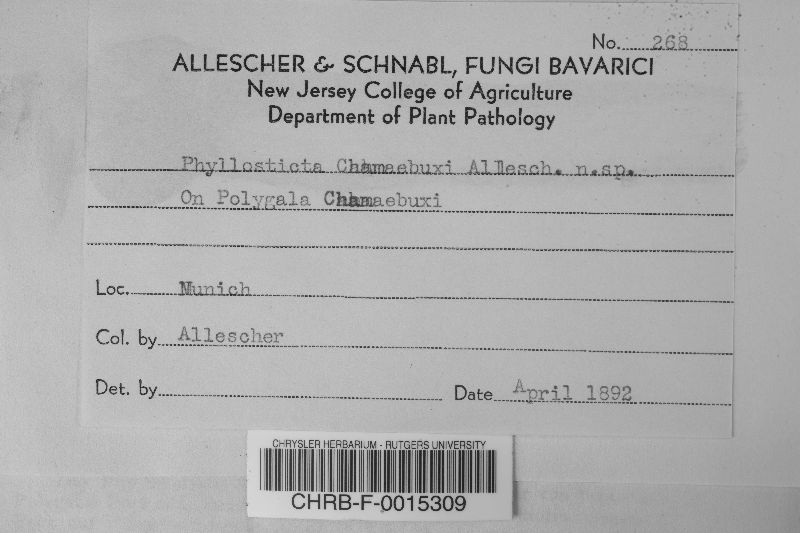 No. 268
ALLESCHER & SCHNABL, FUNGI BAVARICI
New Jersey College of Agriculture
Department of Plant Pathology
Phyllosticta Chamaebuxi Allesch. n.sp.
On Polygala Chamaebuxi
Loc. Munich
Col. by Allescher
Det. by Date April 1892
CHRYSLER HERBARIUM - RUTGERS UNIVERSITY
CHRB-F-0015309